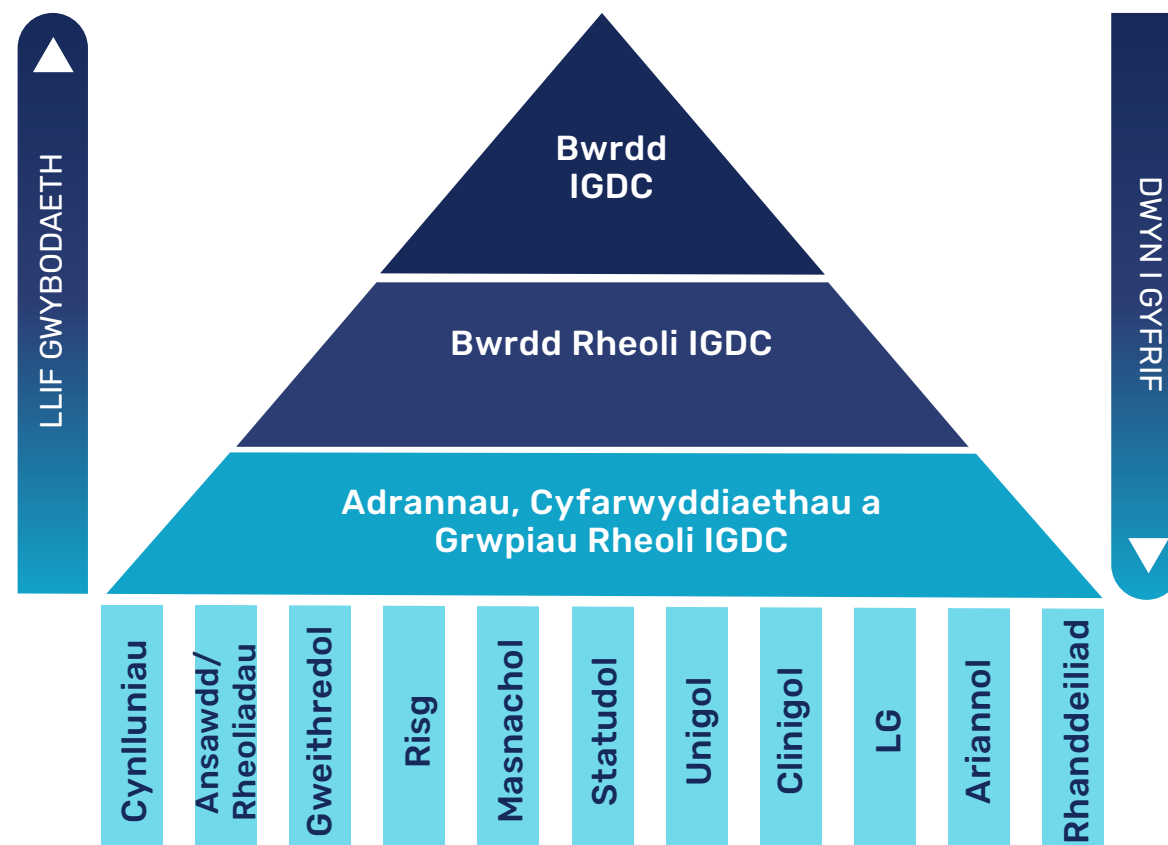 LLIF GWYBODAETH
Bwrdd
IGDC
Bwrdd Rheoli IGDC
Adrannau, Cyfarwyddiaethau a
Grwpiau Rheoli IGDC
DWYN I GYFRIF
Cynlluniau
Ansawdd/
Rheoliadau
Gweithredol
Risg
Masnachol
Statudol
Unigol
Clinigol
LG
Ariannol
Rhanddeiliad